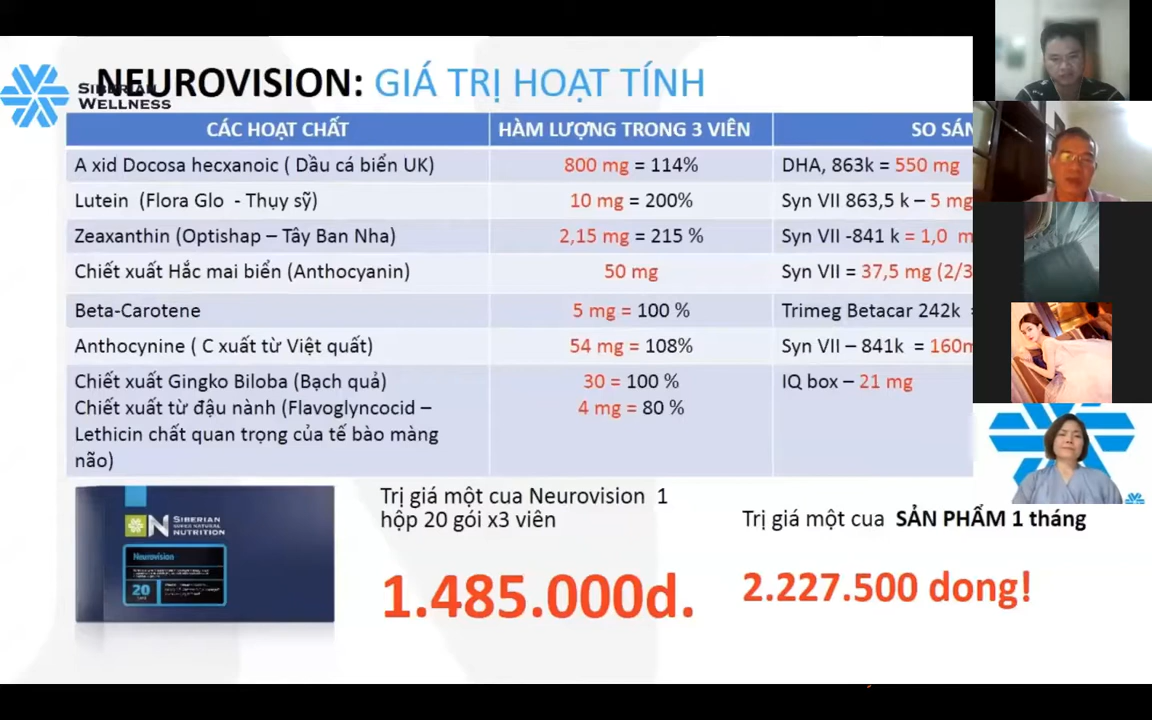 NEUROVISION: GIÁ TRỊ HOẠT TÍNH
SIBERIAN
WELLNESS
CÁC HOẠT CHẤT HÀM LƯỢNG TRONG 3 VIÊN SO SÁN
A xid Docosa hecxanoic ( Dầu cá biển UK) 800 mg = 114% DHA, 863k = 550 mg
Lutein (Flora Glo - Thụy sỹ) 10 mg = 200% Syn VII 863,5 k – 5 mg
Zeaxanthin (Optishap – Tây Ban Nha) 2,15 mg = 215 % Syn VII -841 k = 1,0 m
Chiết xuất Hắc mai biển (Anthocyanin) 50 mg Syn VII = 37,5 mg (2/3
Beta-Carotene 5 mg = 100 % Trimeg Betacar 242k =
Anthocynine ( C xuất từ Việt quất) 54 mg = 108% Syn VII – 841k = 160m
Chiết xuất Gingko Biloba (Bạch quả) 30 = 100 % IQ box – 21 mg
Chiết xuất từ đậu nành (Flavoglyncocid – 4 mg = 80 %
Lethicin chất quan trọng của tế bào màng
não)
SIBERIAN
NUTRITION
Neurovision
20
Trị giá một cua Neurovision 1
hộp 20 gói x3 viên
1.485.000d.
Trị giá một cua SẢN PHẨM 1 tháng
2.227.500 dong!